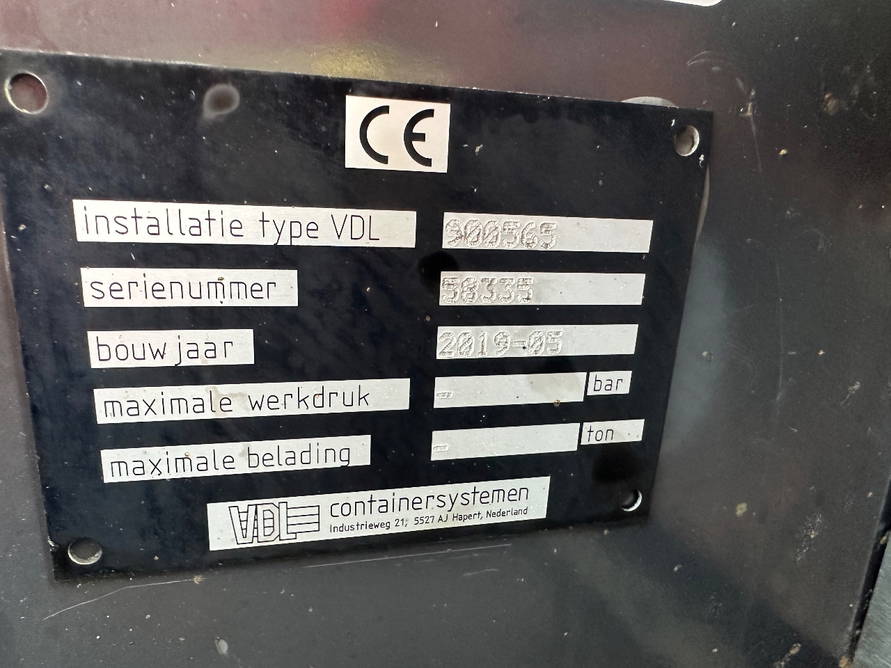 CE
installatie type VDL 900565
serienummer 58335
bouwjaar 2019-05
maximale werkdruk - bar
maximale belading - ton
VDL containersystemen
Industrieweg 21, 5527 AJ Hapert, Nederland